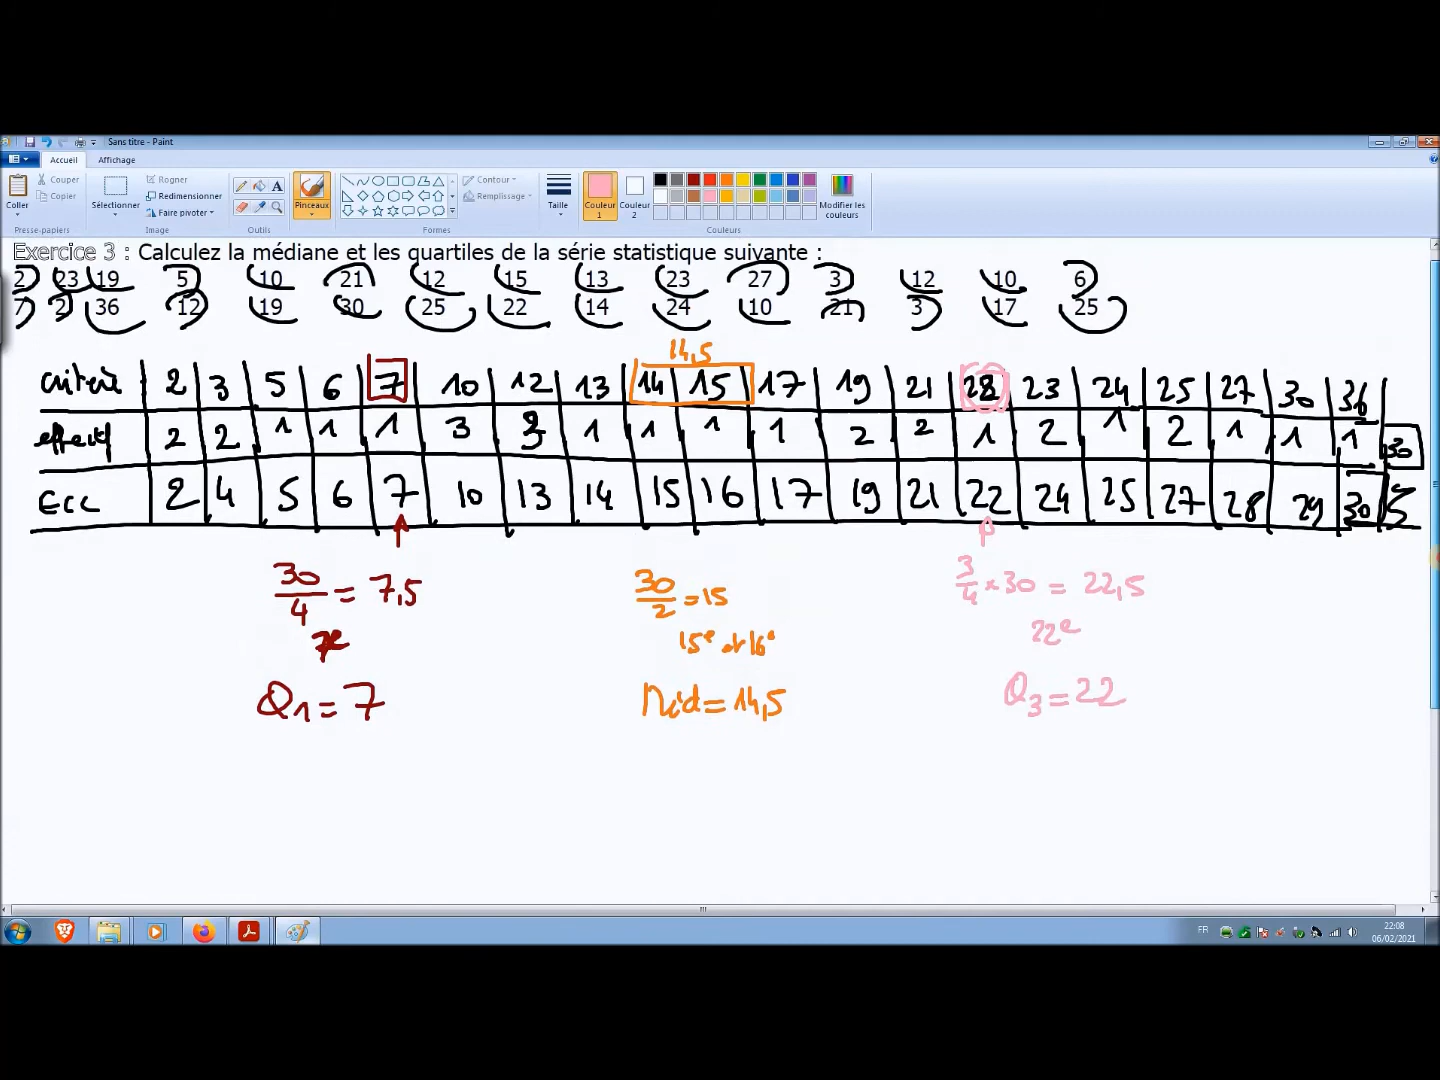 Sans titre - Paint
Accueil Affichage
Coller
Couper
Copier
Presse-papiers
Sélectionner
Rogner
Redimensionner
Faire pivoter
Image
A
Pinceaux
Outils
Contour
Remplissage
Formes
Taille
Couleur 1
Couleur 2
Modifier les couleurs
Couleurs
Exercice 3 : Calculez la médiane et les quartiles de la série statistique suivante :
2 23 19 5 10 21 12 15 13 23 27 3 12 10 6
7 2 36 12 19 30 25 22 14 24 10 21 3 17 25
14,5
critère 2 3 5 6 7 10 12 13 14 15 17 19 21 22 23 24 25 27 30 36
effectif 2 2 1 1 1 3 3 1 1 1 1 2 2 1 2 1 2 1 1 1 30
ECC 2 4 5 6 7 10 13 14 15 16 17 19 21 22 24 25 27 28 29 30
30/4 = 7,5
7e
Q1 = 7
30/2 = 15
15e et 16e
Méd = 14,5
3/4 × 30 = 22,5
22e
Q3 = 22
FR
22:08
06/02/2021